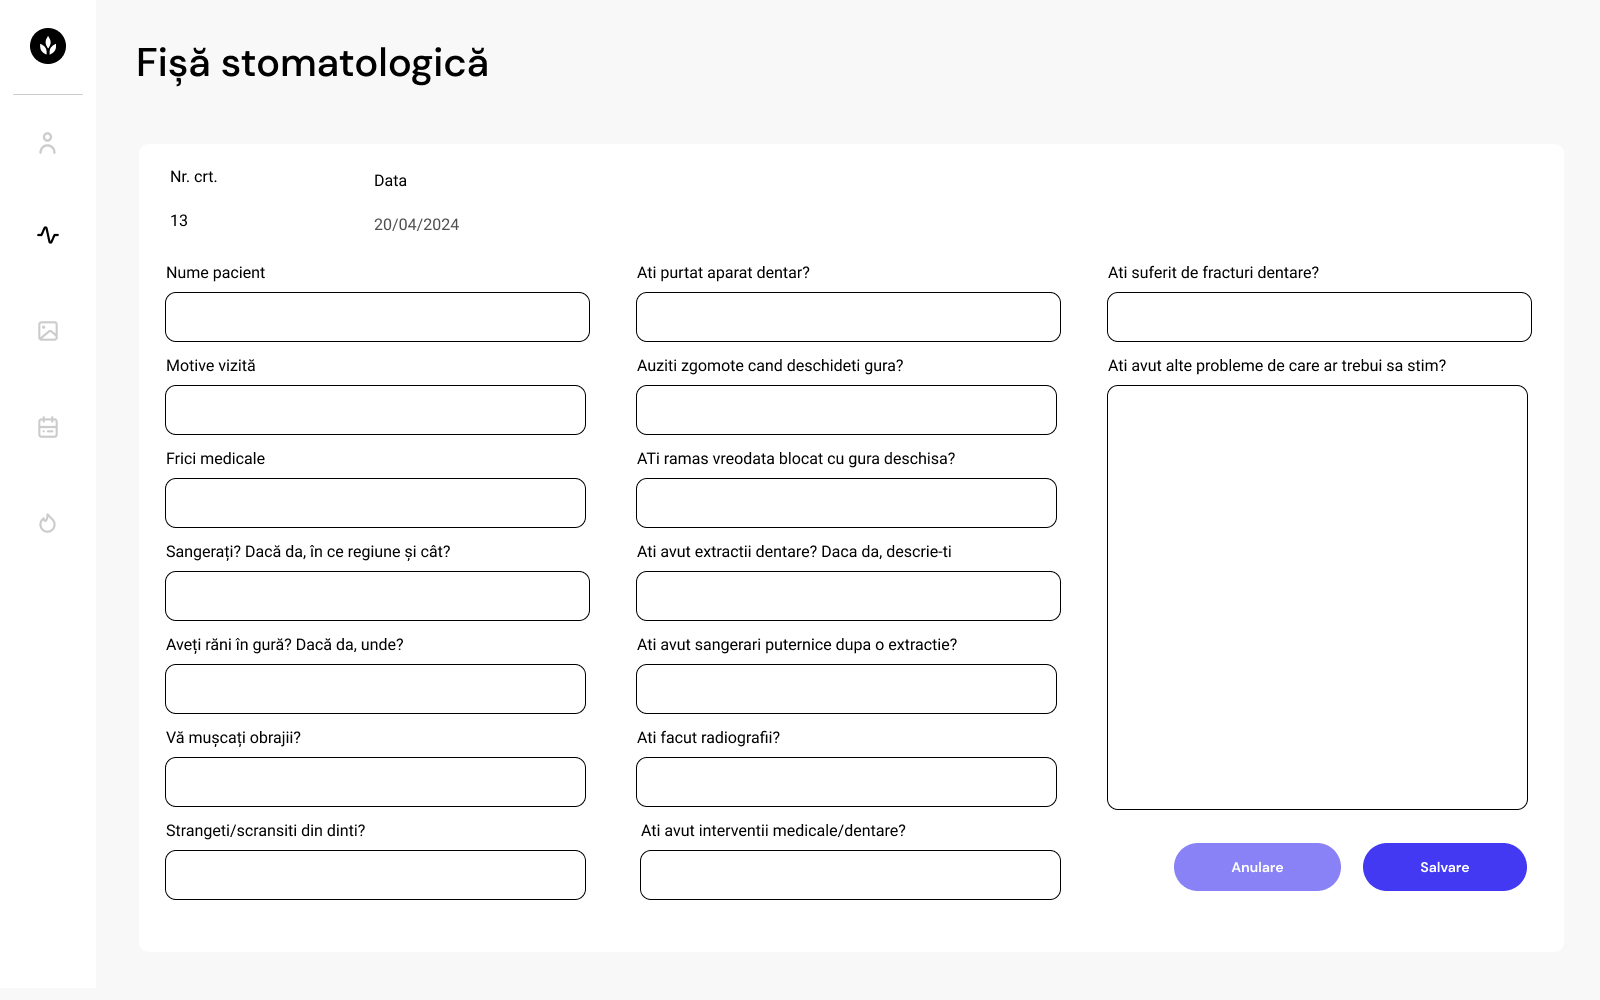 Fișă stomatologică
Nr. crt.
Data
13
20/04/2024
Nume pacient
Motive vizită
Frici medicale
Sangerați? Dacă da, în ce regiune și cât?
Aveți răni în gură? Dacă da, unde?
Vă mușcați obrajii?
Strangeti/scransiti din dinti?
Ati purtat aparat dentar?
Auziti zgomote cand deschideti gura?
ATi ramas vreodata blocat cu gura deschisa?
Ati avut extractii dentare? Daca da, descrie-ti
Ati avut sangerari puternice dupa o extractie?
Ati facut radiografii?
Ati avut interventii medicale/dentare?
Ati suferit de fracturi dentare?
Ati avut alte probleme de care ar trebui sa stim?
Anulare
Salvare